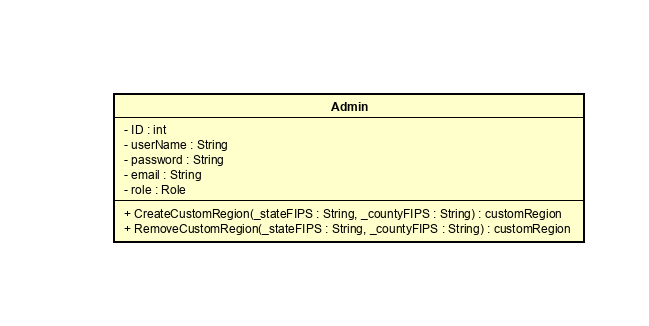 Admin
- ID : int
- userName : String
- password : String
- email : String
- role : Role
+ CreateCustomRegion(_stateFIPS : String, _countyFIPS : String) : customRegion
+ RemoveCustomRegion(_stateFIPS : String, _countyFIPS : String) : customRegion